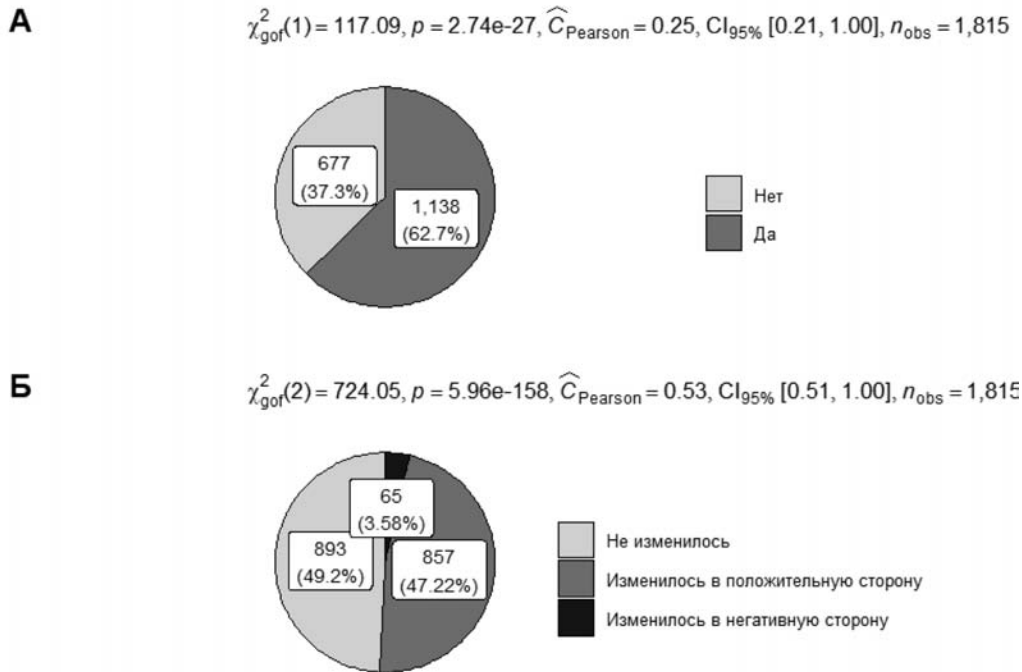 А
χ²gof(1) = 117.09, p = 2.74e-27, ĈPearson = 0.25, CI95% [0.21, 1.00], nobs = 1,815
677
(37.3%)
1,138
(62.7%)
Нет
Да
Б
χ²gof(2) = 724.05, p = 5.96e-158, ĈPearson = 0.53, CI95% [0.51, 1.00], nobs = 1,815
65
(3.58%)
893
(49.2%)
857
(47.22%)
Не изменилось
Изменилось в положительную сторону
Изменилось в негативную сторону